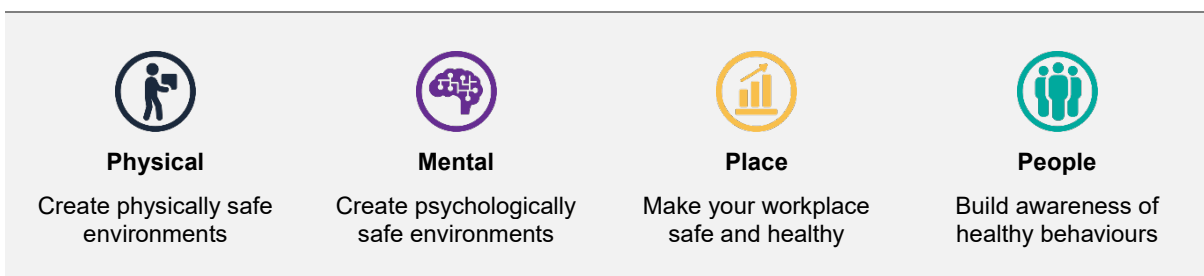 Physical
Create physically safe
environments
Mental
Create psychologically
safe environments
Place
Make your workplace
safe and healthy
People
Build awareness of
healthy behaviours